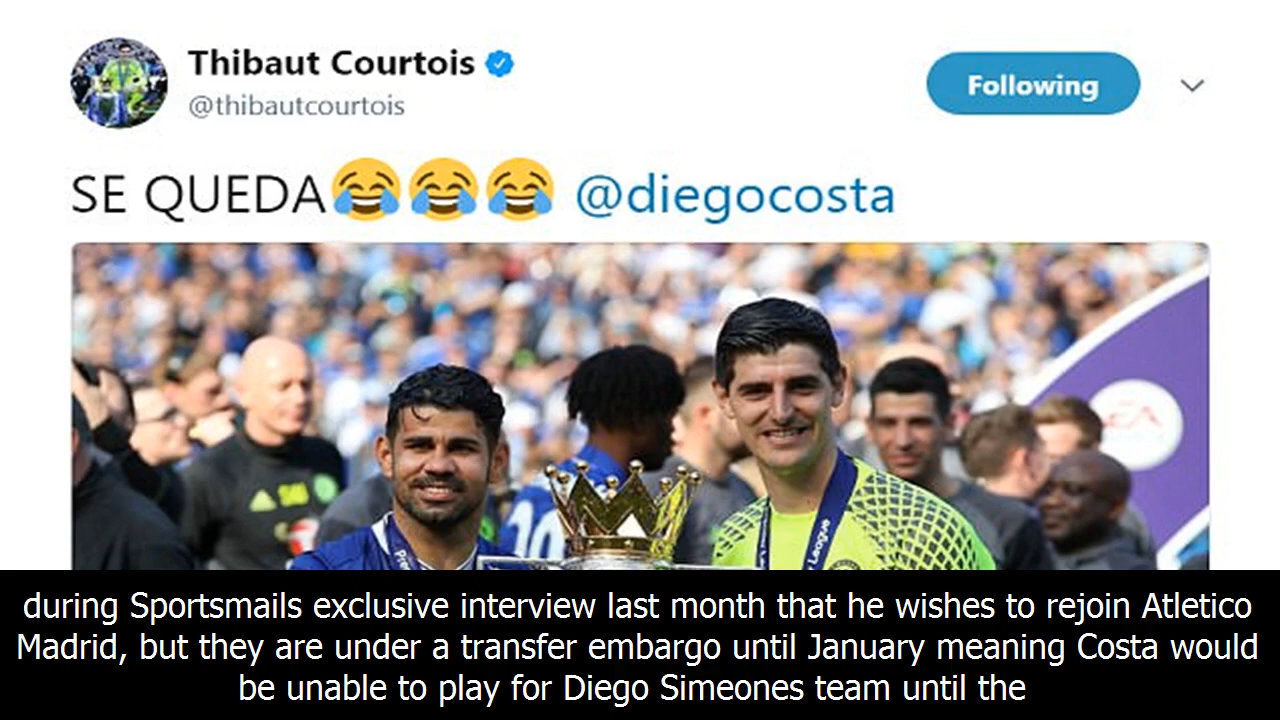 Thibaut Courtois
@thibautcourtois
Following
SE QUEDA😂😂😂 @diegocosta
EA
League
during Sportsmails exclusive interview last month that he wishes to rejoin Atletico
Madrid, but they are under a transfer embargo until January meaning Costa would
be unable to play for Diego Simeones team until the